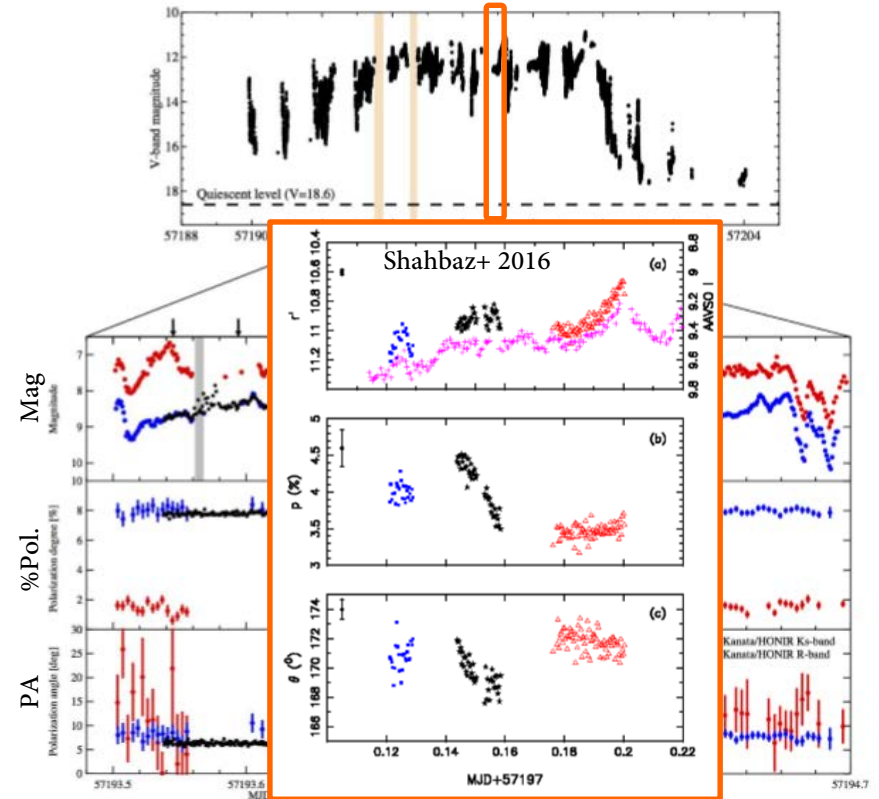 10
12
14
16
18
V-band magnitude
Quiescent level (V=18.6)
57188
57190
57204
Shahbaz+ 2016
(a)
10.4
10.6
10.8
11
11.2
r'
8.8
9
9.2
9.4
9.6
9.8
AAVSO I
Mag
Magnitude
7
8
9
10
(b)
5
4.5
4
3.5
3
p (%)
%Pol.
Polarization degree [%]
10
8
6
4
2
0
(c)
174
172
170
168
166
θ (°)
PA
Polarization angle [deg]
30
25
20
15
10
5
0
Kanata/HONIR Ks-band
Kanata/HONIR R-band
0.12
0.14
0.16
0.18
0.2
0.22
MJD+57197
57193.5
57193.6
57194.7